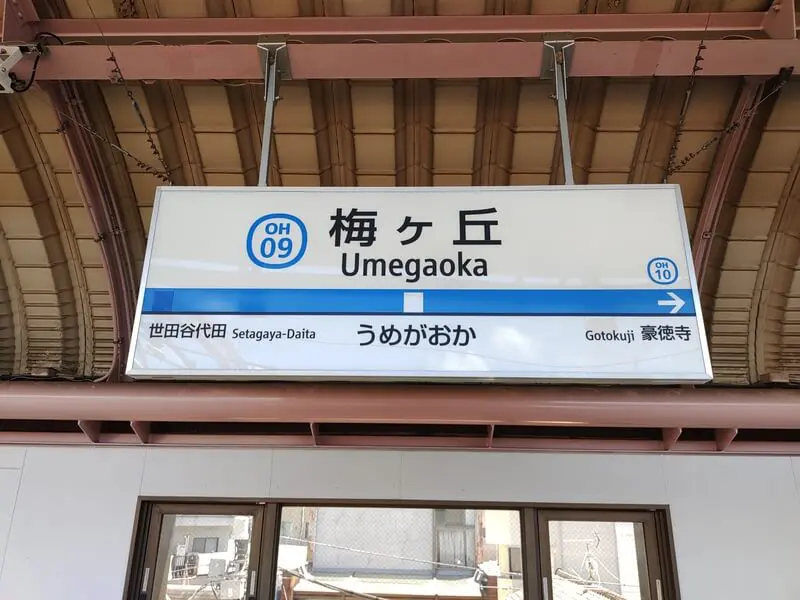 OH
09
梅ヶ丘
Umegaoka
OH
10
世田谷代田 Setagaya-Daita
うめがおか
Gotokuji 豪徳寺